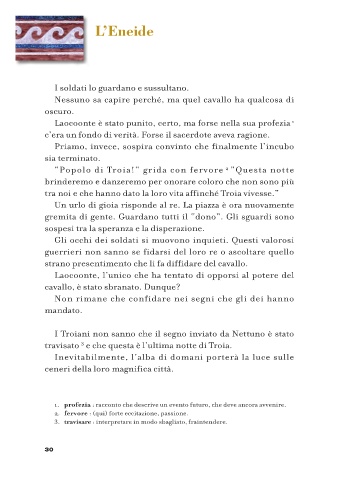 L'Eneide
I soldati lo guardano e sussultano.
Nessuno sa capire perché, ma quel cavallo ha qualcosa di
oscuro.
Laocoonte è stato punito, certo, ma forse nella sua profezia¹
c'era un fondo di verità. Forse il sacerdote aveva ragione.
Priamo, invece, sospira convinto che finalmente l'incubo
sia terminato.
"Popolo di Troia!" grida con fervore² "Questa notte
brinderemo e danzeremo per onorare coloro che non sono più
tra noi e che hanno dato la loro vita affinché Troia vivesse."
Un urlo di gioia risponde al re. La piazza è ora nuovamente
gremita di gente. Guardano tutti il "dono". Gli sguardi sono
sospesi tra la speranza e la disperazione.
Gli occhi dei soldati si muovono inquieti. Questi valorosi
guerrieri non sanno se fidarsi del loro re o ascoltare quello
strano presentimento che li fa diffidare del cavallo.
Laocoonte, l'unico che ha tentato di opporsi al potere del
cavallo, è stato sbranato. Dunque?
Non rimane che confidare nei segni che gli dei hanno
mandato.
I Troiani non sanno che il segno inviato da Nettuno è stato
travisato³ e che questa è l'ultima notte di Troia.
Inevitabilmente, l'alba di domani porterà la luce sulle
ceneri della loro magnifica città.
1. profezia : racconto che descrive un evento futuro, che deve ancora avvenire.
2. fervore : (qui) forte eccitazione, passione.
3. travisare : interpretare in modo sbagliato, fraintendere.
30